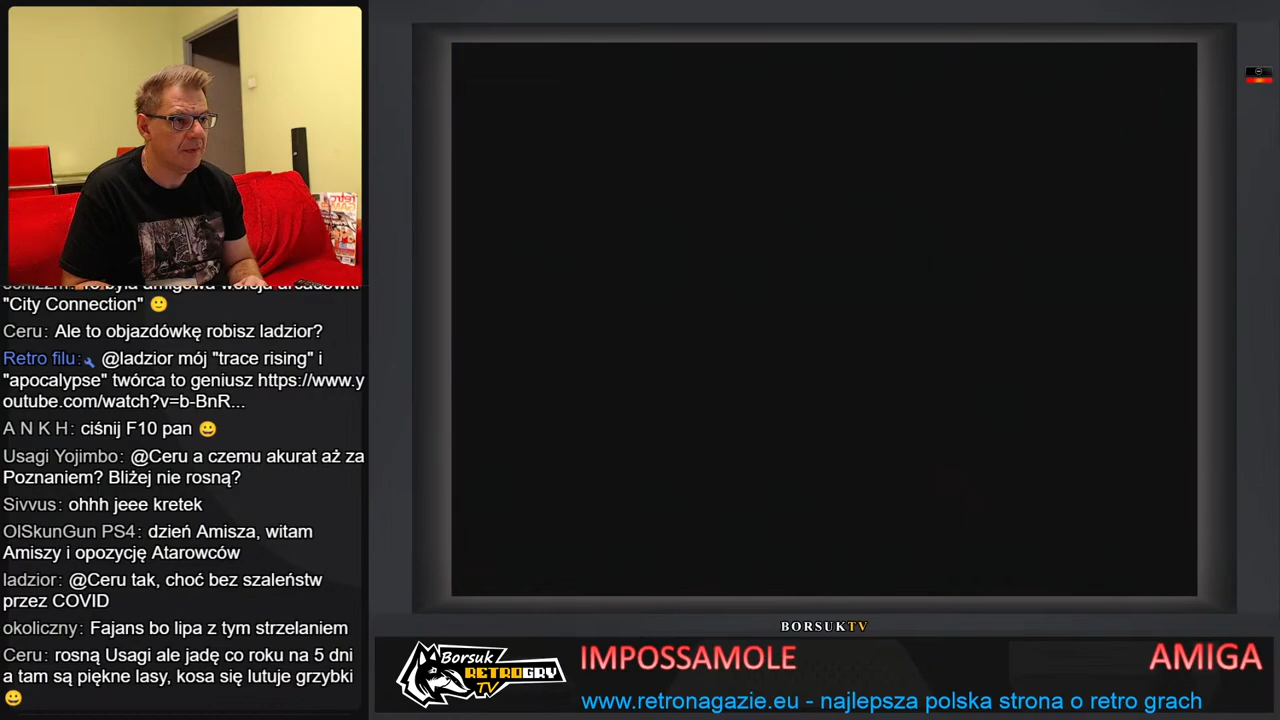 "City Connection" 🙂
Ceru: Ale to objazdówkę robisz ladzior?
Retro filu: @ladzior mój "trace rising" i
"apocalypse" twórca to geniusz https://www.y
outube.com/watch?v=b-BnR...
A N K H: ciśnij F10 pan 😀
Usagi Yojimbo: @Ceru a czemu akurat aż za
Poznaniem? Bliżej nie rosną?
Sivvus: ohhh jeee kretek
OlSkunGun PS4: dzień Amisza, witam
Amiszy i opozycję Atarowców
ladzior: @Ceru tak, choć bez szaleństw
przez COVID
okoliczny: Fajans bo lipa z tym strzelaniem
Ceru: rosną Usagi ale jadę co roku na 5 dni
a tam są piękne lasy, kosa się lutuje grzybki
😀
BORSUKTV
Borsuk
RETROGRY
TV
IMPOSSAMOLE
AMIGA
www.retronagazie.eu - najlepsza polska strona o retro grach